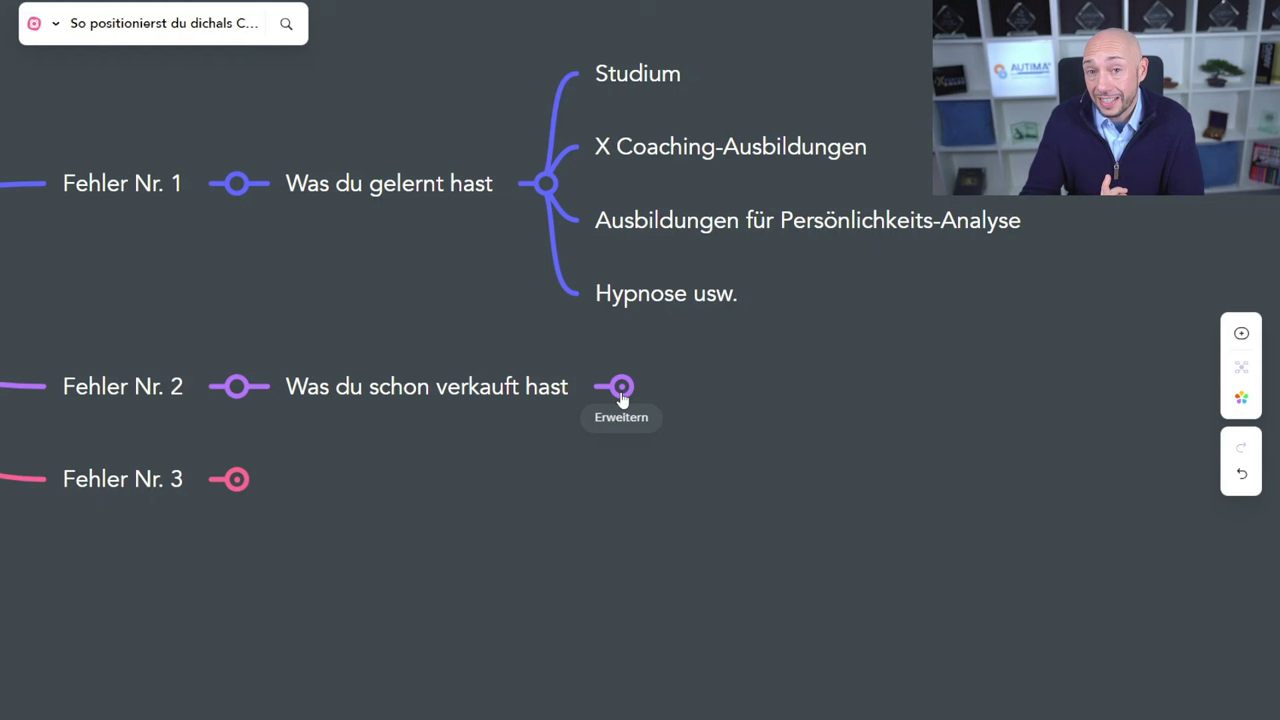 So positionierst du dichals C...
AUTIMA
Studium
X Coaching-Ausbildungen
Fehler Nr. 1
Was du gelernt hast
Ausbildungen für Persönlichkeits-Analyse
Hypnose usw.
Fehler Nr. 2
Was du schon verkauft hast
Erweitern
Fehler Nr. 3